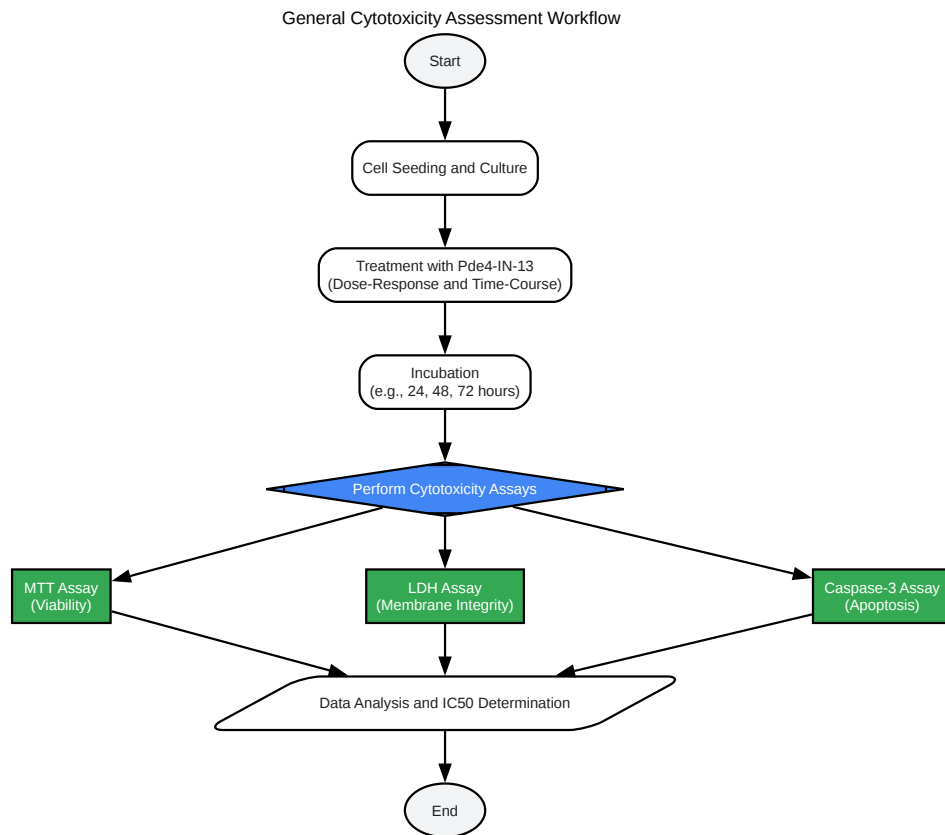 General Cytotoxicity Assessment Workflow
Start
Cell Seeding and Culture
Treatment with Pde4-IN-13
(Dose-Response and Time-Course)
Incubation
(e.g., 24, 48, 72 hours)
Perform Cytotoxicity Assays
MTT Assay
(Viability)
LDH Assay
(Membrane Integrity)
Caspase-3 Assay
(Apoptosis)
Data Analysis and IC50 Determination
End